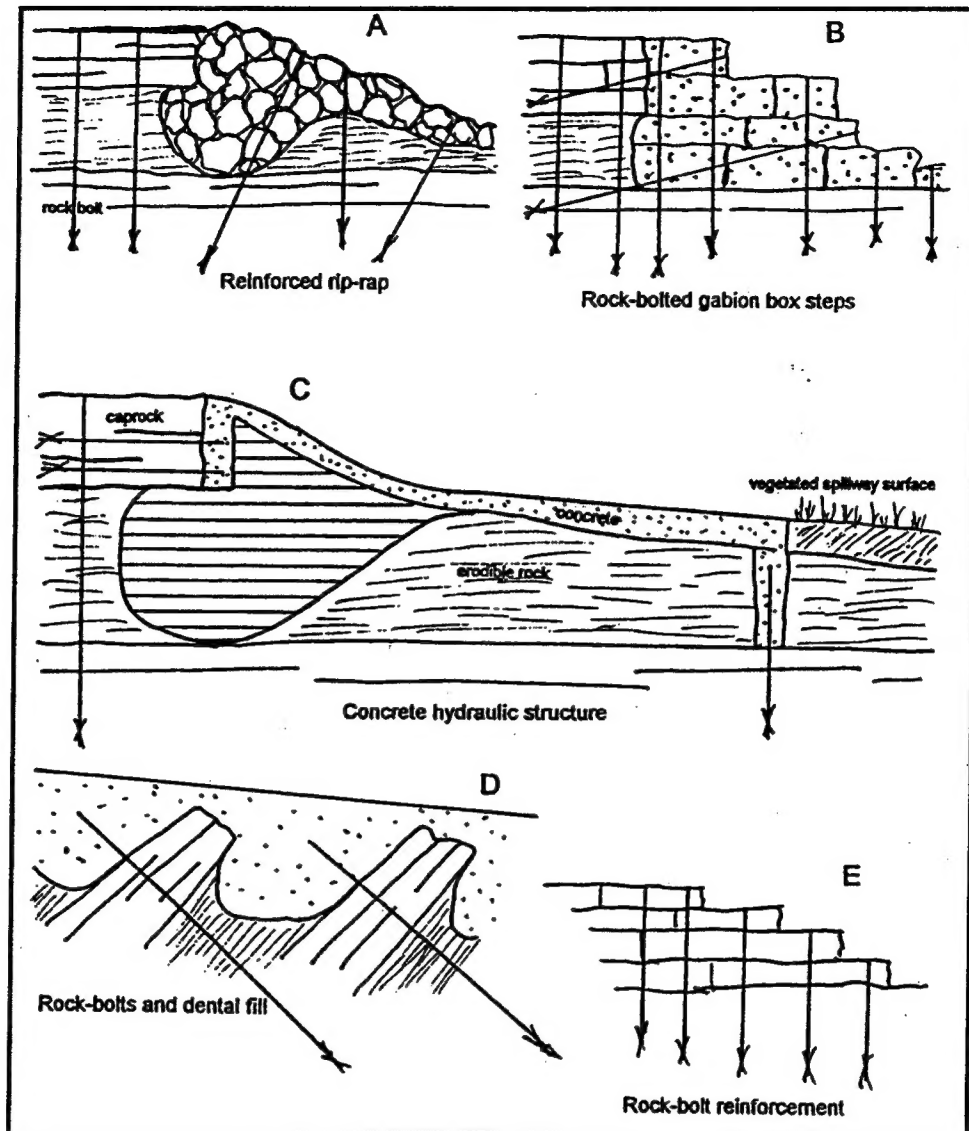 A
rock bolt
Reinforced rip-rap
B
Rock-bolted gabion box steps
C
caprock
vegetated spillway surface
concrete
erodible rock
Concrete hydraulic structure
D
Rock-bolts and dental fill
E
Rock-bolt reinforcement